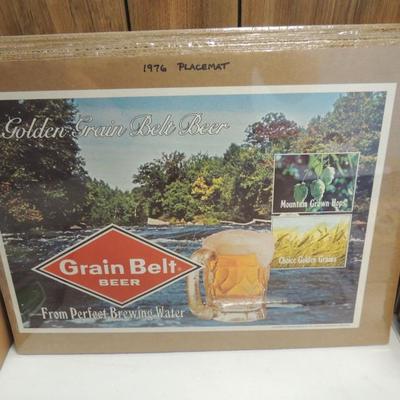 1976 PLACEMAT
Golden Grain Belt Beer
Mountain Grown Hops
Choice Golden Grains
Grain Belt®
BEER
From Perfect Brewing Water